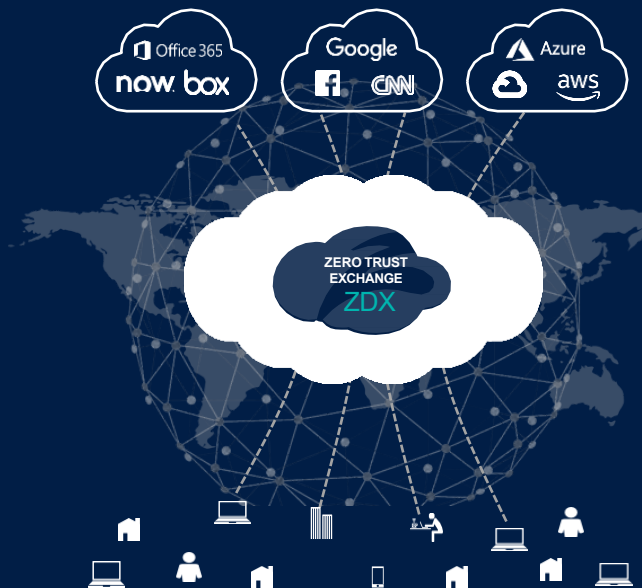 Office 365
now. box
Google
f
CNN
Azure
aws
ZERO TRUST
EXCHANGE
ZDX